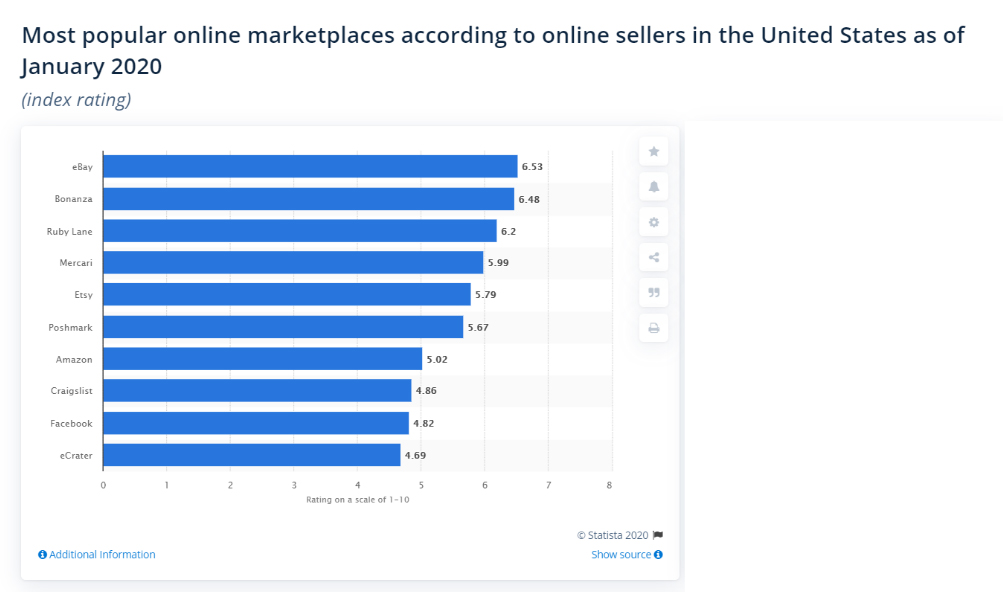 Most popular online marketplaces according to online sellers in the United States as of
January 2020
(index rating)
eBay 6.53
Bonanza 6.48
Ruby Lane 6.2
Mercari 5.99
Etsy 5.79
Poshmark 5.67
Amazon 5.02
Craigslist 4.86
Facebook 4.82
eCrater 4.69
0 1 2 3 4 5 6 7 8
Rating on a scale of 1–10
© Statista 2020
Additional Information
Show source